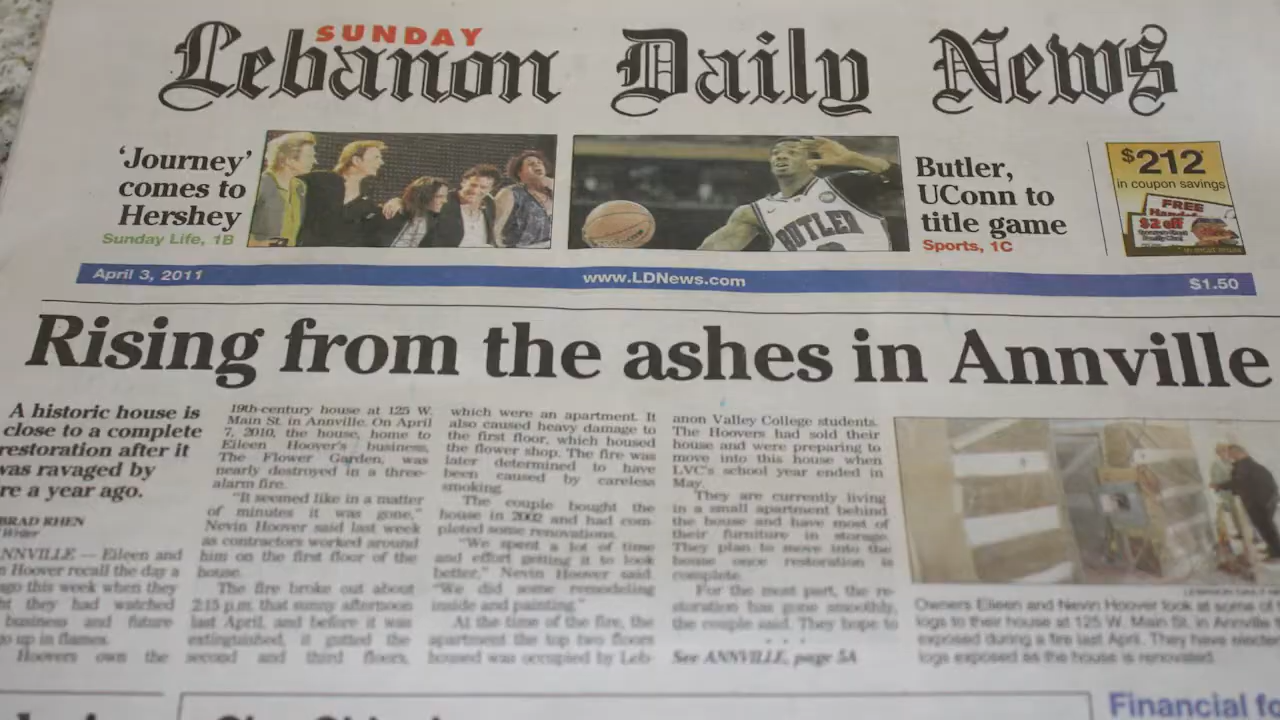 SUNDAY
Lebanon Daily News
'Journey'
comes to
Hershey
Sunday Life, 1B
BUTLER
Butler,
UConn to
title game
Sports, 1C
$212*
in coupon savings
FREE
$2 off
April 3, 2011
www.LDNews.com
$1.50
Rising from the ashes in Annville
A historic house is
close to a complete
restoration after it
was ravaged by
re a year ago.
BRAD RHEN
Writer
NNVILLE — Eileen and
n Hoover recall the day a
ago this week when they
ht they had watched
business and future
go up in flames.
Hoovers own the
19th-century house at 125 W.
Main St. in Annville. On April
7, 2010, the house, home to
Eileen Hoover's business,
The Flower Garden, was
nearly destroyed in a three-
alarm fire.
"It seemed like in a matter
of minutes it was gone,"
Nevin Hoover said last week
as contractors worked around
him on the first floor of the
house.
The fire broke out about
2:15 p.m. that sunny afternoon
last April, and before it was
extinguished, it gutted the
second and third floors,
which were an apartment. It
also caused heavy damage to
the first floor, which housed
the flower shop. The fire was
later determined to have
been caused by careless
smoking.
The couple bought the
house in 2002 and had com-
pleted some renovations.
"We spent a lot of time
and effort getting it to look
better," Nevin Hoover said.
"We did some remodeling
inside and painting."
At the time of the fire, the
apartment the top two floors
housed was occupied by Leb-
anon Valley College students.
The Hoovers had sold their
house and were preparing to
move into this house when
LVC's school year ended in
May.
They are currently living
in a small apartment behind
the house and have most of
their furniture in storage.
They plan to move into the
house once restoration is
complete.
For the most part, the re-
storation has gone smoothly,
the couple said. They hope to
See ANNVILLE, page 5A
Owners Eileen and Nevin Hoover look at some of
logs to their house at 125 W. Main St. in Annville
exposed during a fire last April. They have elected
logs exposed as the house is renovated.
Financial fo